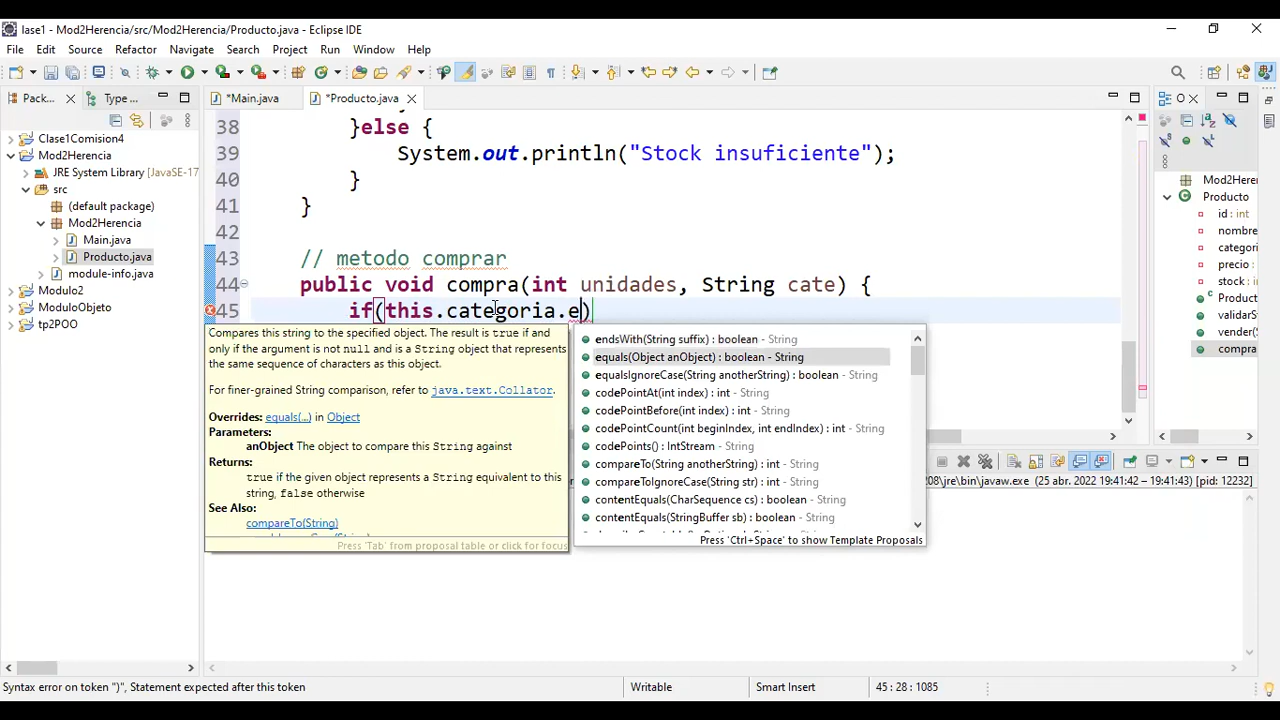 lase1 - Mod2Herencia/src/Mod2Herencia/Producto.java - Eclipse IDE
File Edit Source Refactor Navigate Search Project Run Window Help
Pack... Type ... *Main.java *Producto.java
Clase1Comision4
Mod2Herencia
JRE System Library [JavaSE-17
src
(default package)
Mod2Herencia
Main.java
Producto.java
module-info.java
Modulo2
ModuloObjeto
tp2POO
38 }else {
39 System.out.println("Stock insuficiente");
40 }
41 }
42
43 // metodo comprar
44 public void compra(int unidades, String cate) {
45 if(this.categoria.e)
Compares this string to the specified object. The result is true if and
only if the argument is not null and is a String object that represents
the same sequence of characters as this object.
For finer-grained String comparison, refer to java.text.Collator.
Overrides: equals(...) in Object
Parameters:
anObject The object to compare this String against
Returns:
true if the given object represents a String equivalent to this
string, false otherwise
See Also:
compareTo(String)
Press 'Tab' from proposal table or click for focus
endsWith(String suffix) : boolean - String
equals(Object anObject) : boolean - String
equalsIgnoreCase(String anotherString) : boolean - String
codePointAt(int index) : int - String
codePointBefore(int index) : int - String
codePointCount(int beginIndex, int endIndex) : int - String
codePoints() : IntStream - String
compareTo(String anotherString) : int - String
compareToIgnoreCase(String str) : int - String
contentEquals(CharSequence cs) : boolean - String
contentEquals(StringBuffer sb) : boolean - String
Press 'Ctrl+Space' to show Template Proposals
Mod2Herer
Producto
id : int
nombre
categori
precio :
stock : i
Product
validarSt
vender(i
compra
208\jre\bin\javaw.exe (25 abr. 2022 19:41:42 – 19:41:43) [pid: 12232]
Syntax error on token ")", Statement expected after this token
Writable
Smart Insert
45 : 28 : 1085